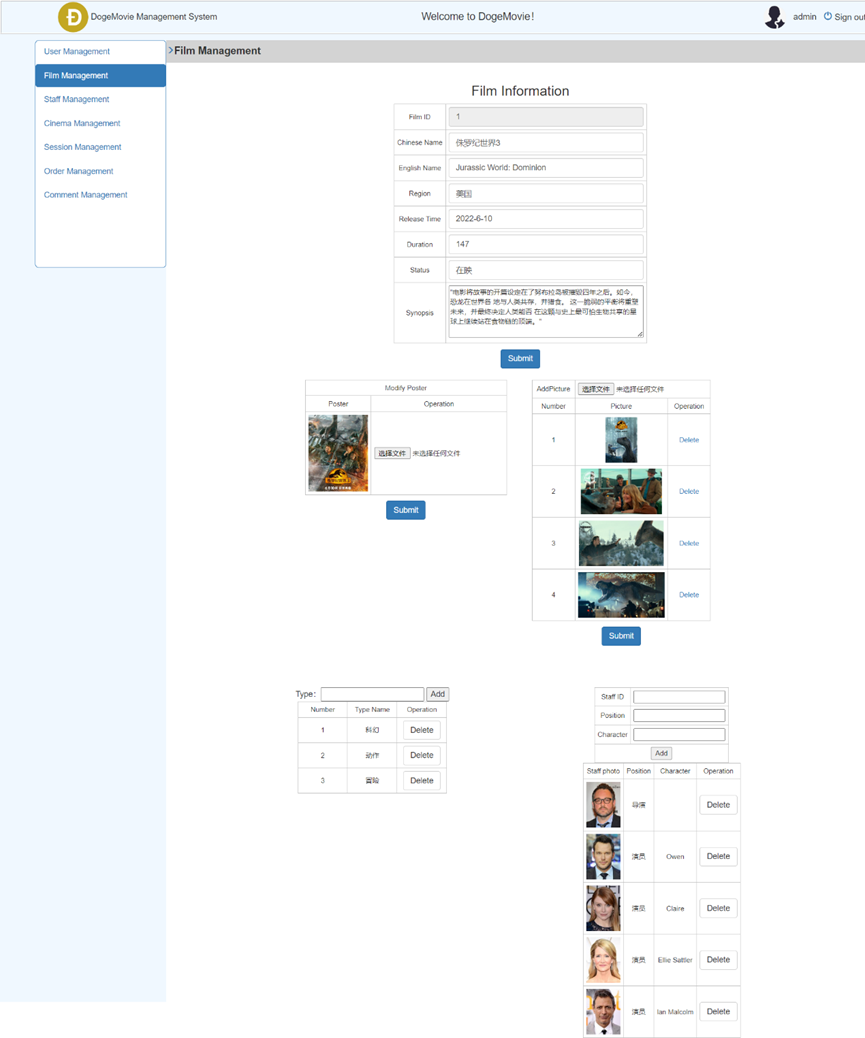 DogeMovie Management System
Welcome to DogeMovie!
admin
Sign out
User Management
Film Management
Staff Management
Cinema Management
Session Management
Order Management
Comment Management
>Film Management
Film Information
Film ID 1
Chinese Name 侏罗纪世界3
English Name Jurassic World: Dominion
Region 美国
Release Time 2022-6-10
Duration 147
Status 在映
Synopsis
"电影将故事的开篇设定在了努布拉岛被摧毁四年之后。如今，
恐龙在世界各 地与人类共存、并猎食。 这一脆弱的平衡将重塑
未来，并最终决定人类能否 在这颗与史上最可怕生物共享的星
球上继续站在食物链的顶端。"
Submit
Modify Poster
Poster Operation
选择文件 未选择任何文件
Submit
AddPicture 选择文件 未选择任何文件
Number Picture Operation
1 Delete
2 Delete
3 Delete
4 Delete
Submit
Type: Add
Number Type Name Operation
1 科幻 Delete
2 动作 Delete
3 冒险 Delete
Staff ID
Position
Character
Add
Staff photo Position Character Operation
导演 Delete
演员 Owen Delete
演员 Claire Delete
演员 Ellie Sattler Delete
演员 Ian Malcolm Delete